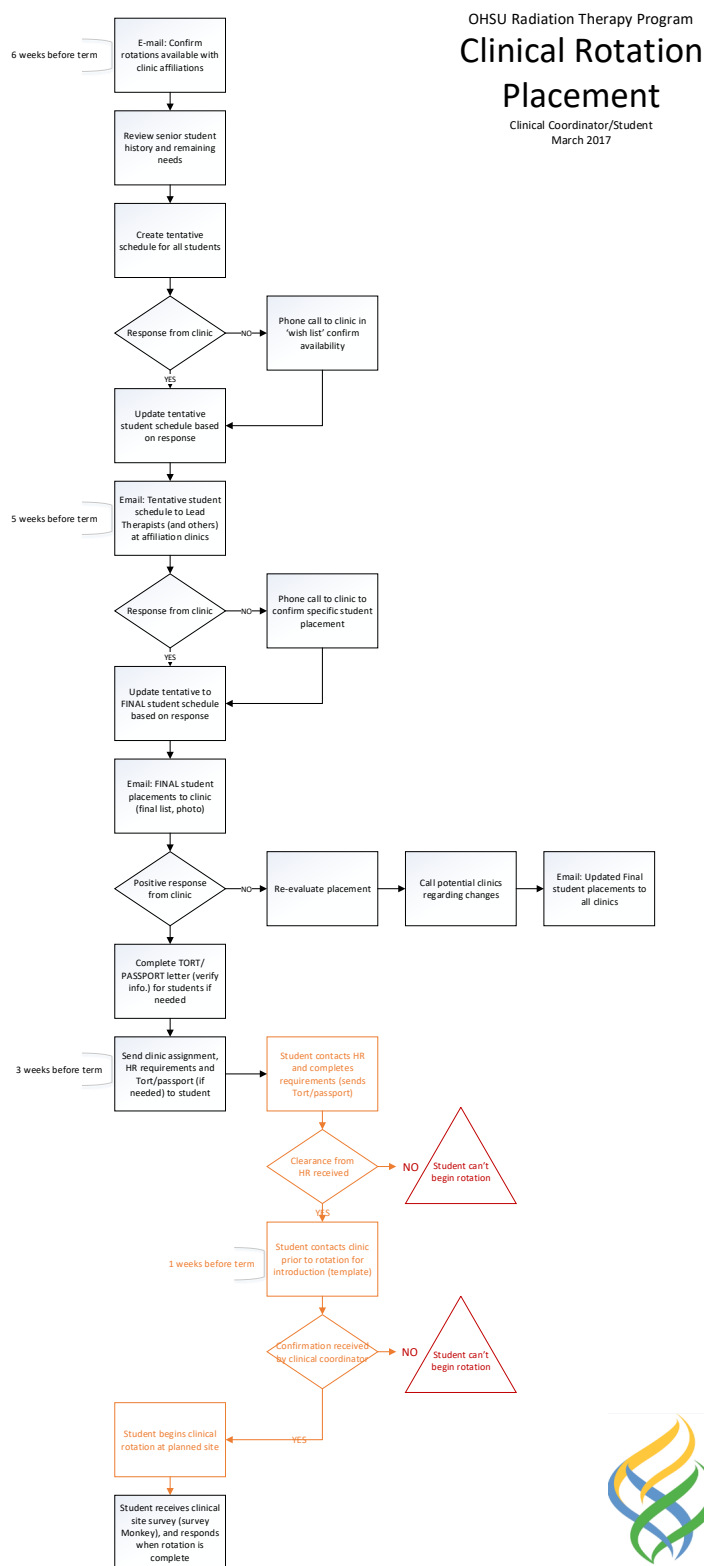 OHSU Radiation Therapy Program
Clinical Rotation
Placement
Clinical Coordinator/Student
March 2017
6 weeks before term
E-mail: Confirm
rotations available with
clinic affiliations
Review senior student
history and remaining
needs
Create tentative
schedule for all students
Response from clinic
NO
Phone call to clinic in
‘wish list’ confirm
availability
YES
Update tentative
student schedule based
on response
5 weeks before term
Email: Tentative student
schedule to Lead
Therapists (and others)
at affiliation clinics
Response from clinic
NO
Phone call to clinic to
confirm specific student
placement
YES
Update tentative to
FINAL student schedule
based on response
Email: FINAL student
placements to clinic
(final list, photo)
Positive response
from clinic
NO
Re-evaluate placement
Call potential clinics
regarding changes
Email: Updated Final
student placements to
all clinics
Complete TORT/
PASSPORT letter (verify
info.) for students if
needed
3 weeks before term
Send clinic assignment,
HR requirements and
Tort/passport (if
needed) to student
Student contacts HR
and completes
requirements (sends
Tort/passport)
Clearance from
HR received
NO
Student can’t
begin rotation
YES
1 weeks before term
Student contacts clinic
prior to rotation for
introduction (template)
Confirmation received
by clinical coordinator
NO
Student can’t
begin rotation
YES
Student begins clinical
rotation at planned site
Student receives clinical
site survey (survey
Monkey), and responds
when rotation is
complete